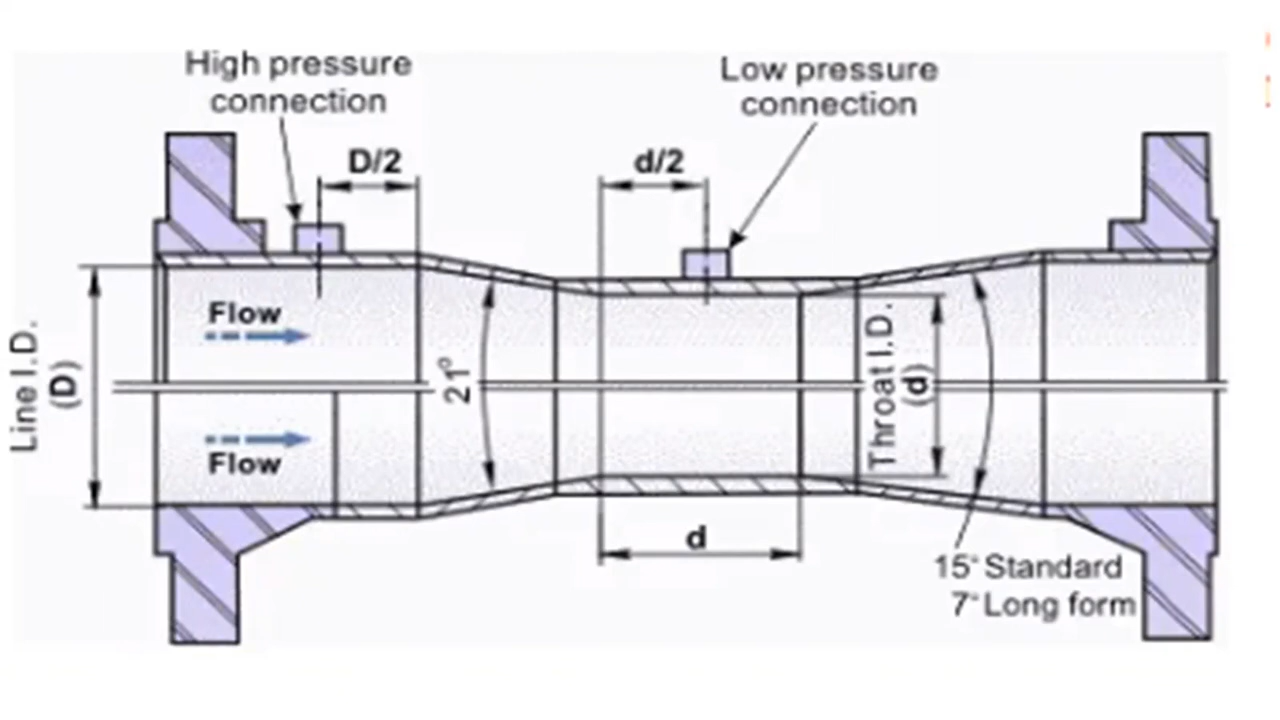 High pressure
connection
Low pressure
connection
D/2
d/2
Flow
Line I.D.
(D)
21°
Throat I.D.
(d)
Flow
d
15° Standard
7° Long form